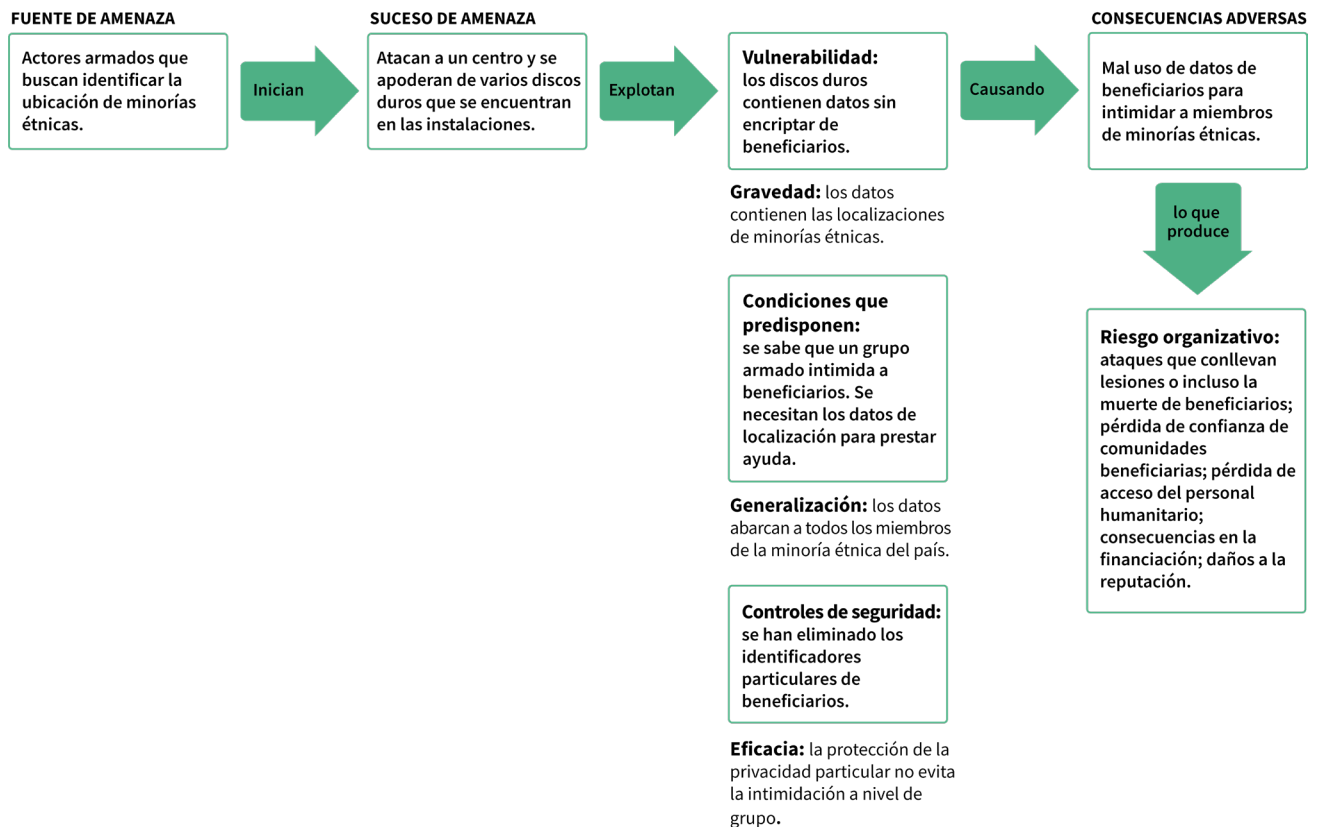 FUENTE DE AMENAZA
Actores armados que
buscan identificar la
ubicación de minorías
étnicas.
Inician
SUCESO DE AMENAZA
Atacan a un centro y se
apoderan de varios discos
duros que se encuentran
en las instalaciones.
Explotan
Vulnerabilidad:
los discos duros
contienen datos sin
encriptar de
beneficiarios.
Gravedad: los datos
contienen las localizaciones
de minorías étnicas.
Condiciones que
predisponen:
se sabe que un grupo
armado intimida a
beneficiarios. Se
necesitan los datos de
localización para prestar
ayuda.
Generalización: los datos
abarcan a todos los miembros
de la minoría étnica del país.
Controles de seguridad:
se han eliminado los
identificadores
particulares de
beneficiarios.
Eficacia: la protección de la
privacidad particular no evita
la intimidación a nivel de
grupo.
Causando
CONSECUENCIAS ADVERSAS
Mal uso de datos de
beneficiarios para
intimidar a miembros
de minorías étnicas.
lo que
produce
Riesgo organizativo:
ataques que conllevan
lesiones o incluso la
muerte de beneficiarios;
pérdida de confianza de
comunidades
beneficiarias; pérdida de
acceso del personal
humanitario;
consecuencias en la
financiación; daños a la
reputación.